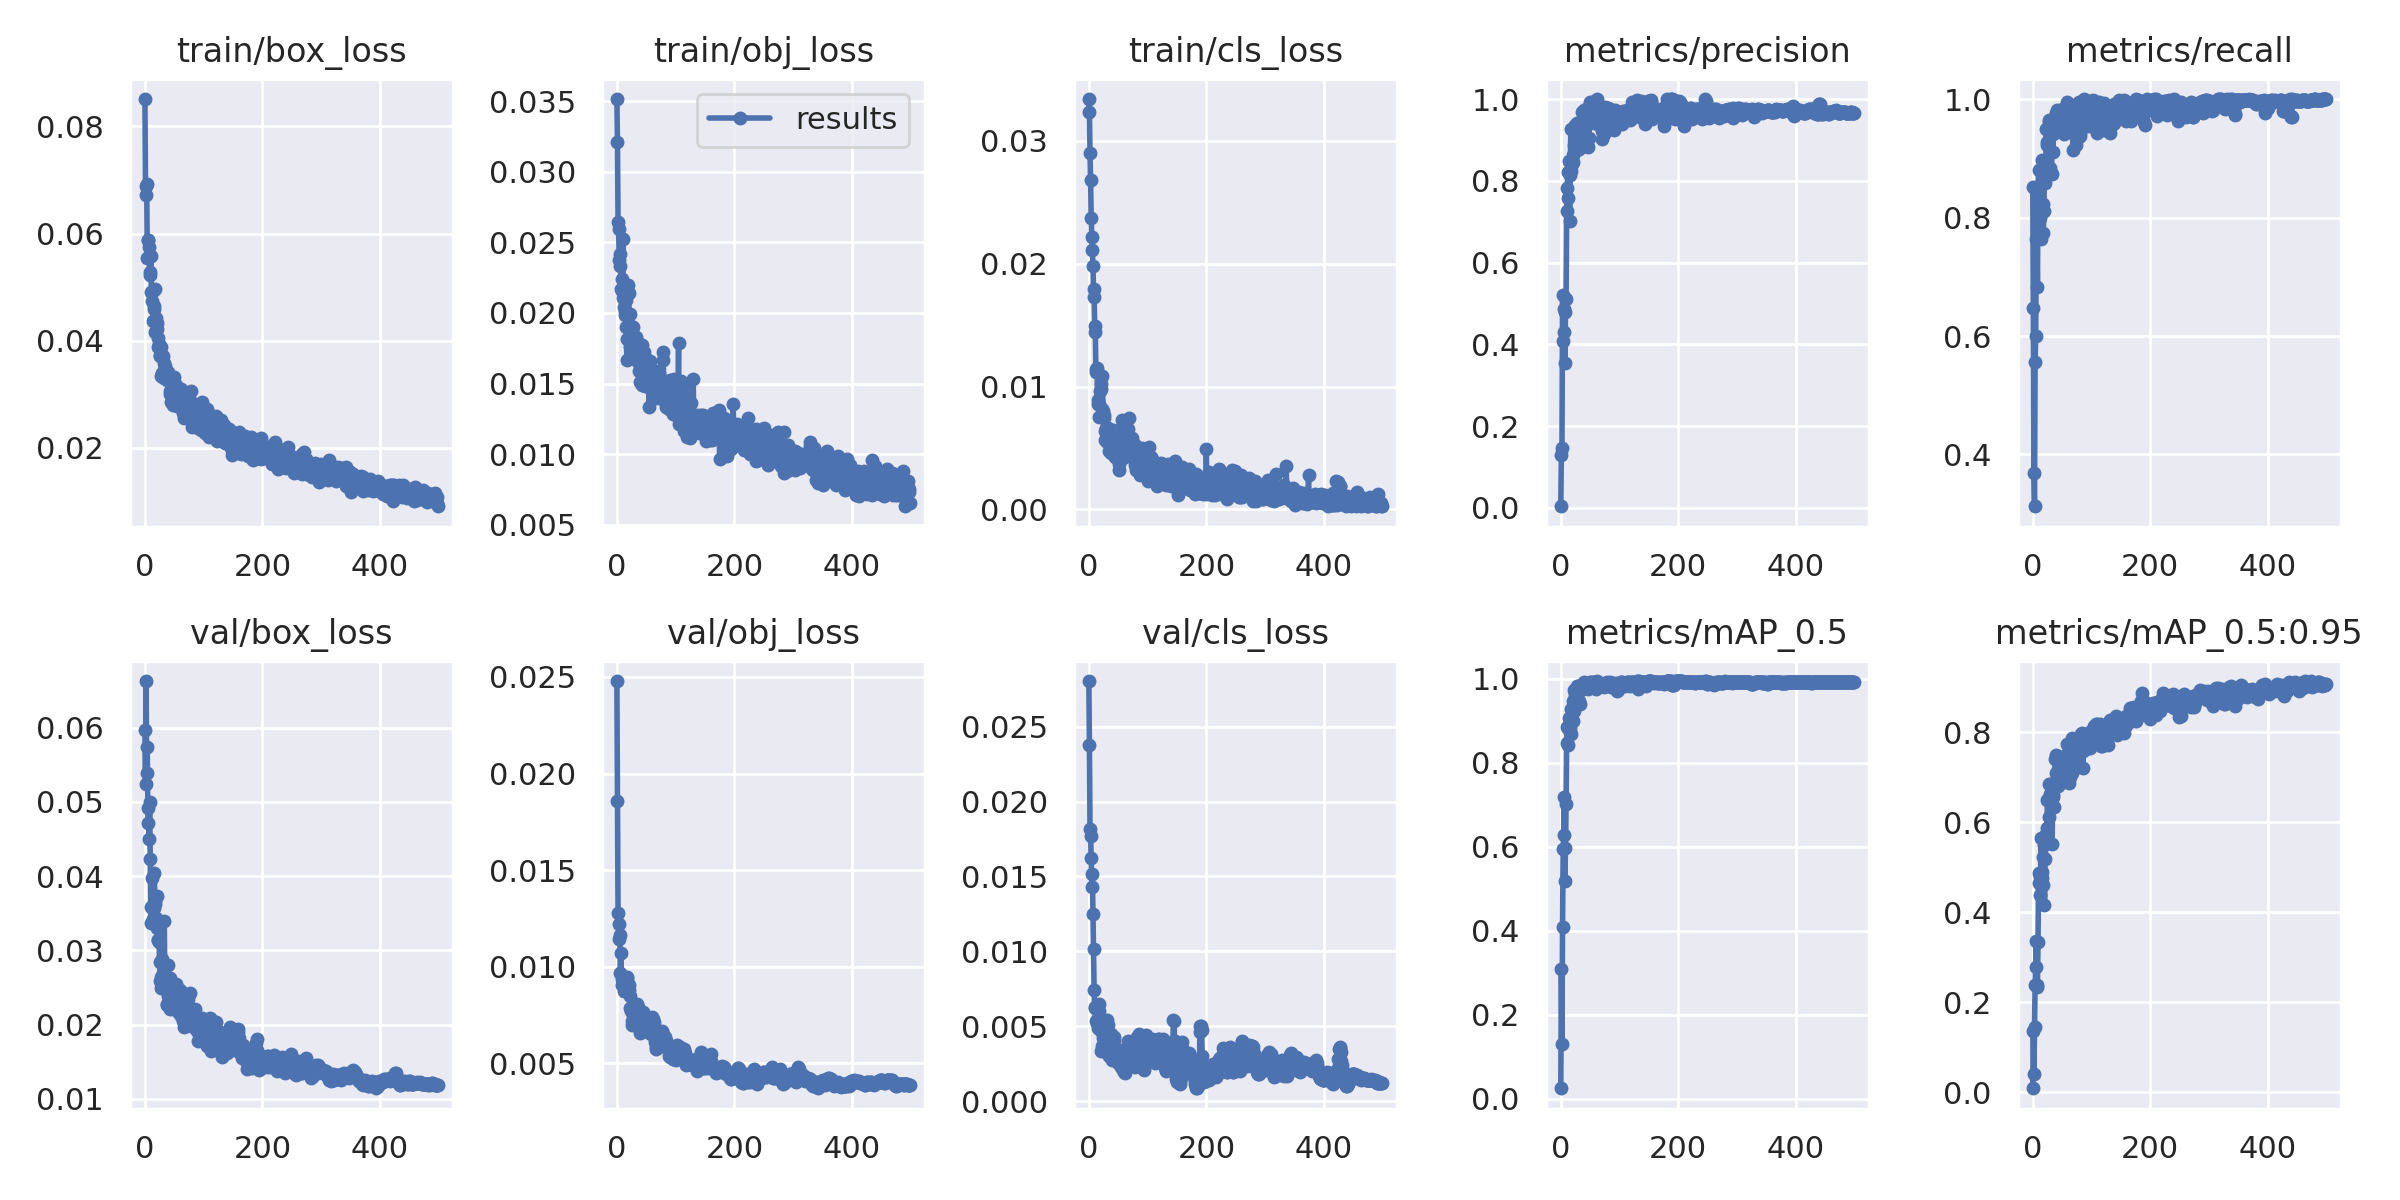 train/box_loss
0.08
0.06
0.04
0.02
0 200 400
train/obj_loss
results
0.035
0.030
0.025
0.020
0.015
0.010
0.005
0 200 400
train/cls_loss
0.03
0.02
0.01
0.00
0 200 400
metrics/precision
1.0
0.8
0.6
0.4
0.2
0.0
0 200 400
metrics/recall
1.0
0.8
0.6
0.4
0 200 400
val/box_loss
0.06
0.05
0.04
0.03
0.02
0.01
0 200 400
val/obj_loss
0.025
0.020
0.015
0.010
0.005
0 200 400
val/cls_loss
0.025
0.020
0.015
0.010
0.005
0.000
0 200 400
metrics/mAP_0.5
1.0
0.8
0.6
0.4
0.2
0.0
0 200 400
metrics/mAP_0.5:0.95
0.8
0.6
0.4
0.2
0.0
0 200 400